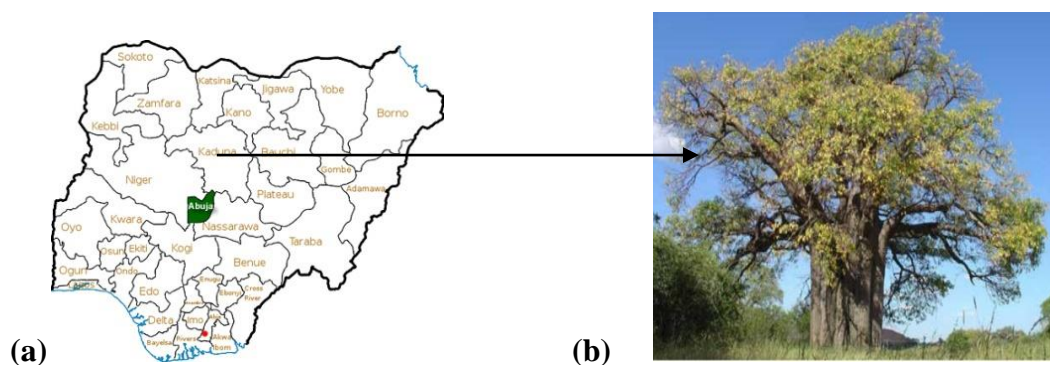 Sokoto
Katsina
Jigawa
Yobe
Zamfara
Kano
Borno
Kebbi
Kaduna
Bauchi
Gombe
Niger
Adamawa
Plateau
Abuja
Kwara
Nassarawa
Oyo
Taraba
Osun
Ekiti
Kogi
Benue
Ogun
Ondo
Enugu
Edo
Ebonyi
Cross
River
Delta
Imo
Bayelsa
Rivers
Akwa
Ibom
(a)
(b)